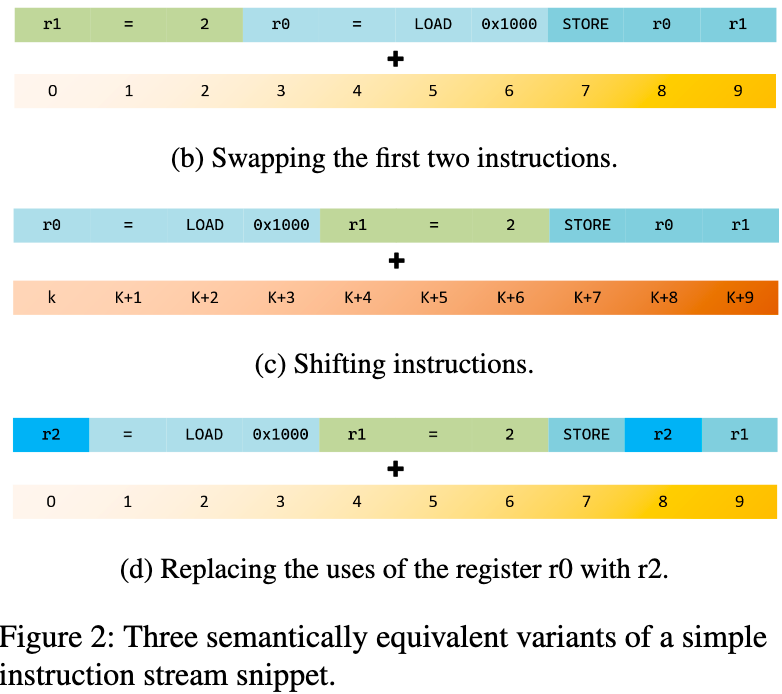 r1 = 2 r0 = LOAD 0x1000 STORE r0 r1
+
0 1 2 3 4 5 6 7 8 9
(b) Swapping the first two instructions.
r0 = LOAD 0x1000 r1 = 2 STORE r0 r1
+
k K+1 K+2 K+3 K+4 K+5 K+6 K+7 K+8 K+9
(c) Shifting instructions.
r2 = LOAD 0x1000 r1 = 2 STORE r2 r1
+
0 1 2 3 4 5 6 7 8 9
(d) Replacing the uses of the register r0 with r2.
Figure 2: Three semantically equivalent variants of a simple
instruction stream snippet.